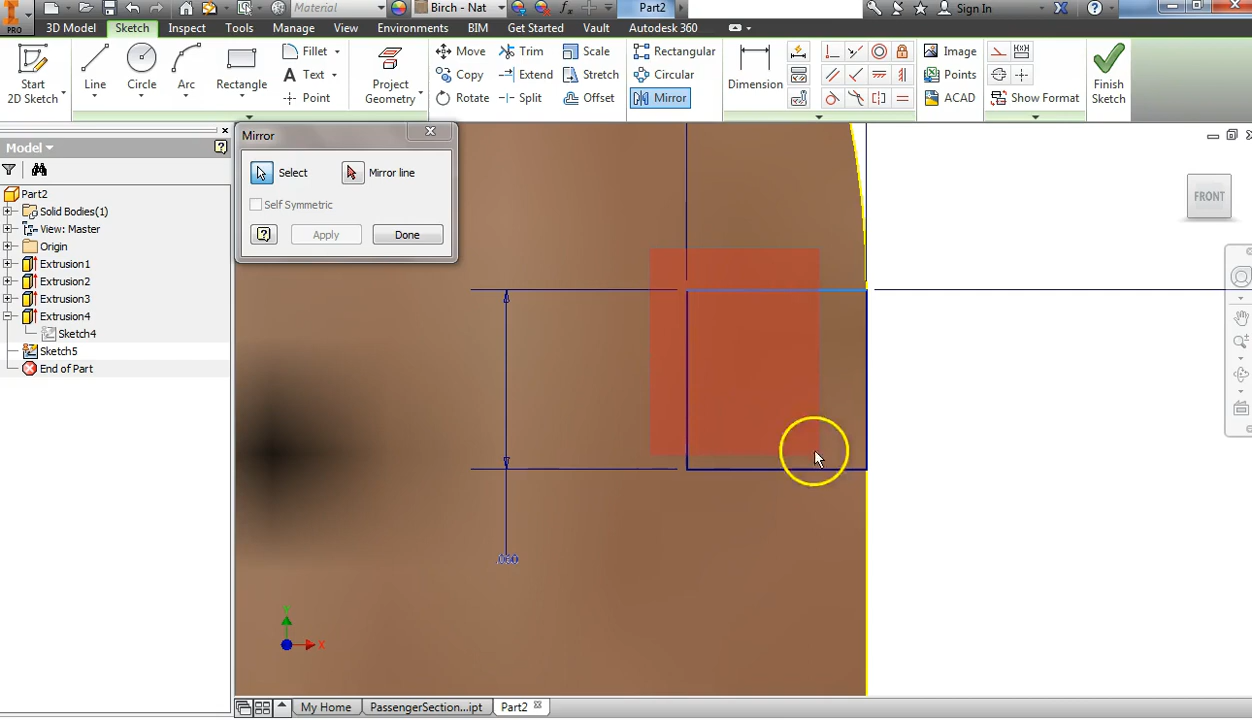 Material
Birch - Nat
Part2
Sign In
PRO
3D Model
Sketch
Inspect
Tools
Manage
View
Environments
BIM
Get Started
Vault
Autodesk 360
Start
2D Sketch
Line
Circle
Arc
Rectangle
Fillet
Text
Point
Project
Geometry
Move
Copy
Rotate
Trim
Extend
Split
Scale
Stretch
Offset
Rectangular
Circular
Mirror
Dimension
Image
Points
ACAD
Show Format
Finish
Sketch
Model
Part2
Solid Bodies(1)
View: Master
Origin
Extrusion1
Extrusion2
Extrusion3
Extrusion4
Sketch4
Sketch5
End of Part
Mirror
Select
Mirror line
Self Symmetric
Apply
Done
FRONT
Y
X
My Home
PassengerSection...ipt
Part2